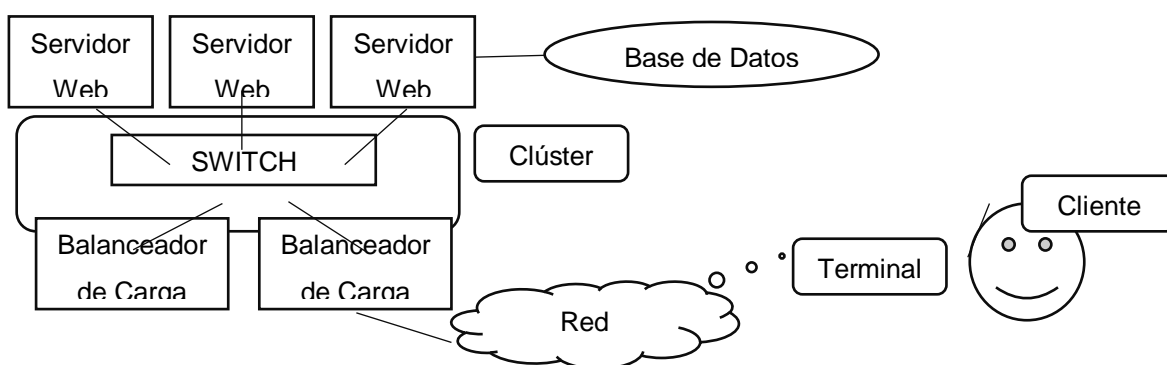 Servidor
Web
Servidor
Web
Servidor
Web
Base de Datos
SWITCH
Clúster
Cliente
Balanceador
de Carga
Balanceador
de Carga
Terminal
Red